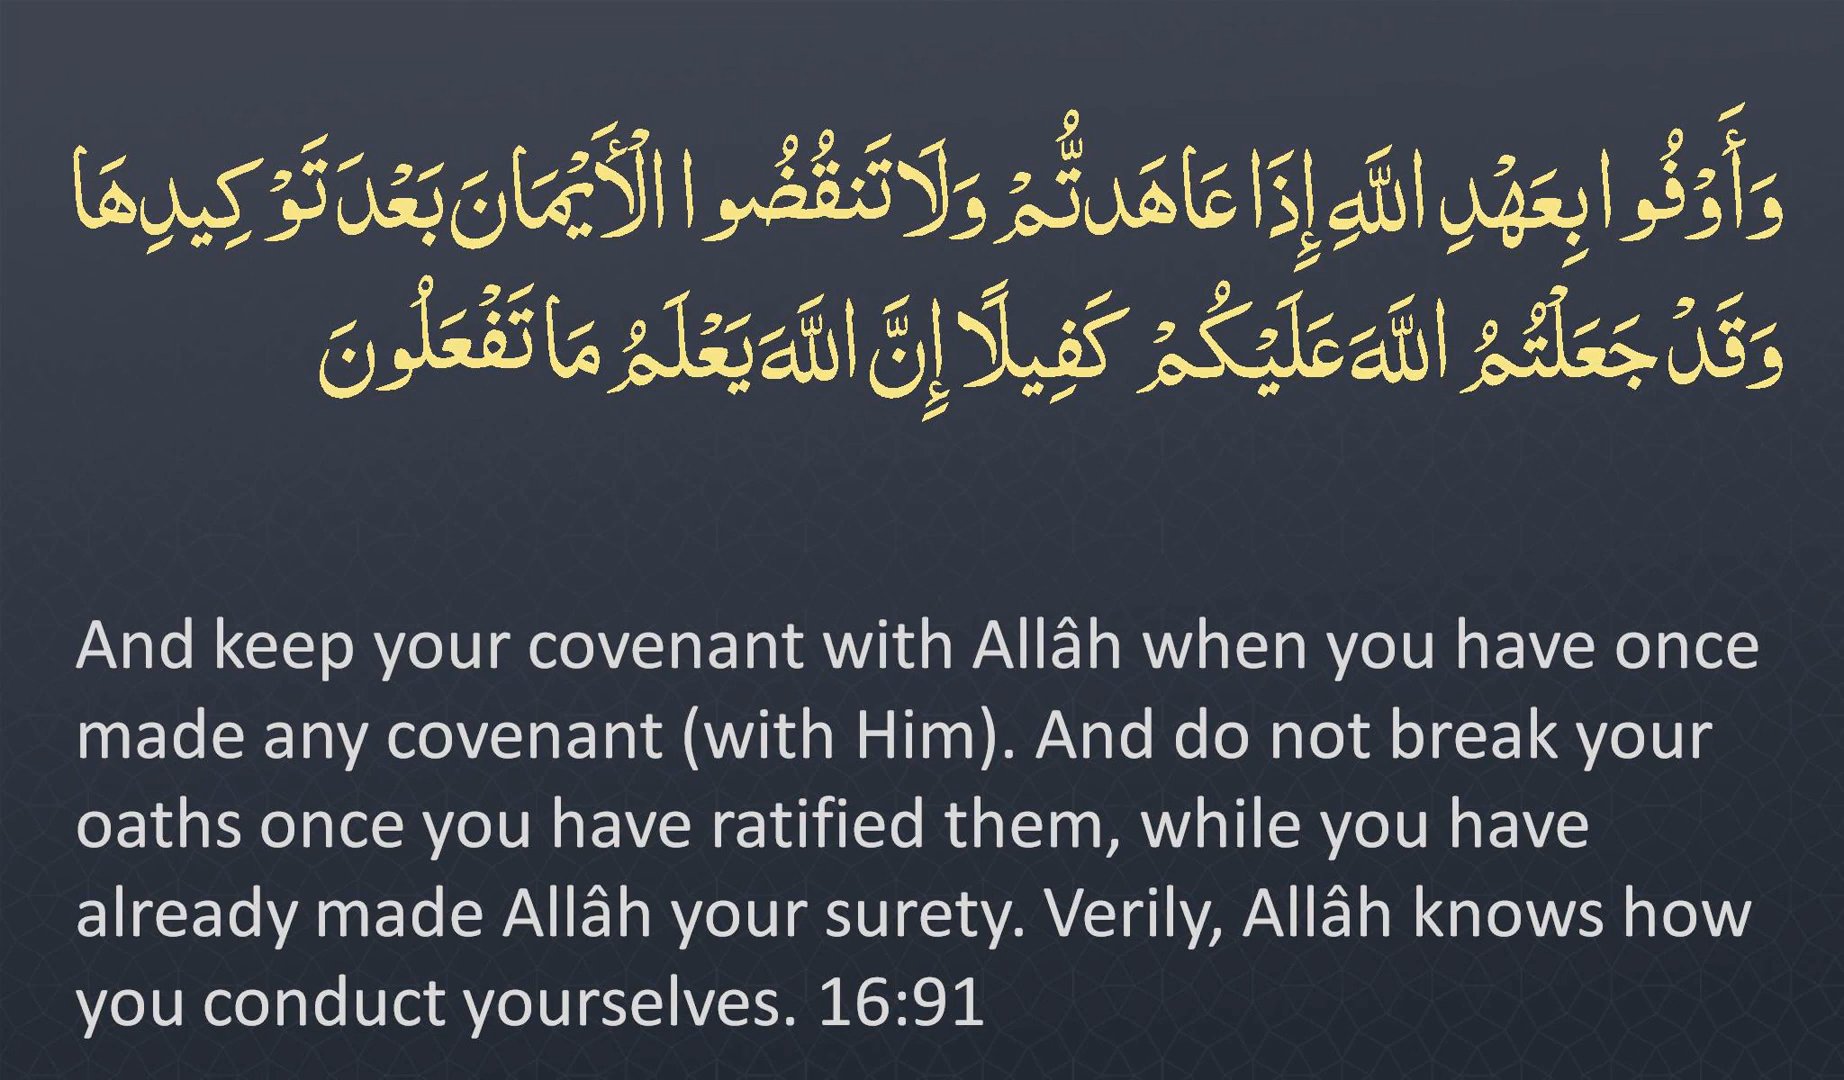 وَأَوْفُوا بِعَهْدِ اللَّهِ إِذَا عَاهَدتُّمْ وَلَا تَنقُضُوا الْأَيْمَانَ بَعْدَ تَوْكِيدِهَا
وَقَدْ جَعَلْتُمُ اللَّهَ عَلَيْكُمْ كَفِيلًا إِنَّ اللَّهَ يَعْلَمُ مَا تَفْعَلُونَ
And keep your covenant with Allâh when you have once
made any covenant (with Him). And do not break your
oaths once you have ratified them, while you have
already made Allâh your surety. Verily, Allâh knows how
you conduct yourselves. 16:91